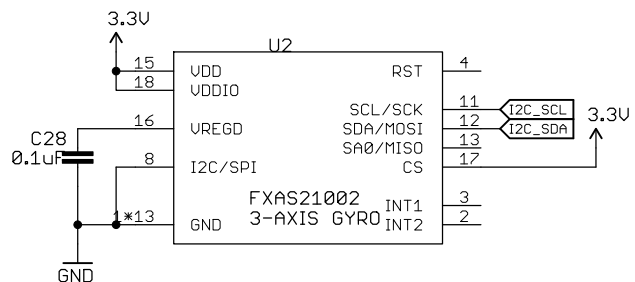 3.3V
U2
15 VDD RST 4
18 VDDIO
SCL/SCK 11 I2C_SCL
3.3V
16 VREGD SDA/MOSI 12 I2C_SDA
C28
0.1uF
SA0/MISO 13
8 I2C/SPI CS 17
FXAS21002
3-AXIS GYRO
INT1 3
1*13 GND INT2 2
GND